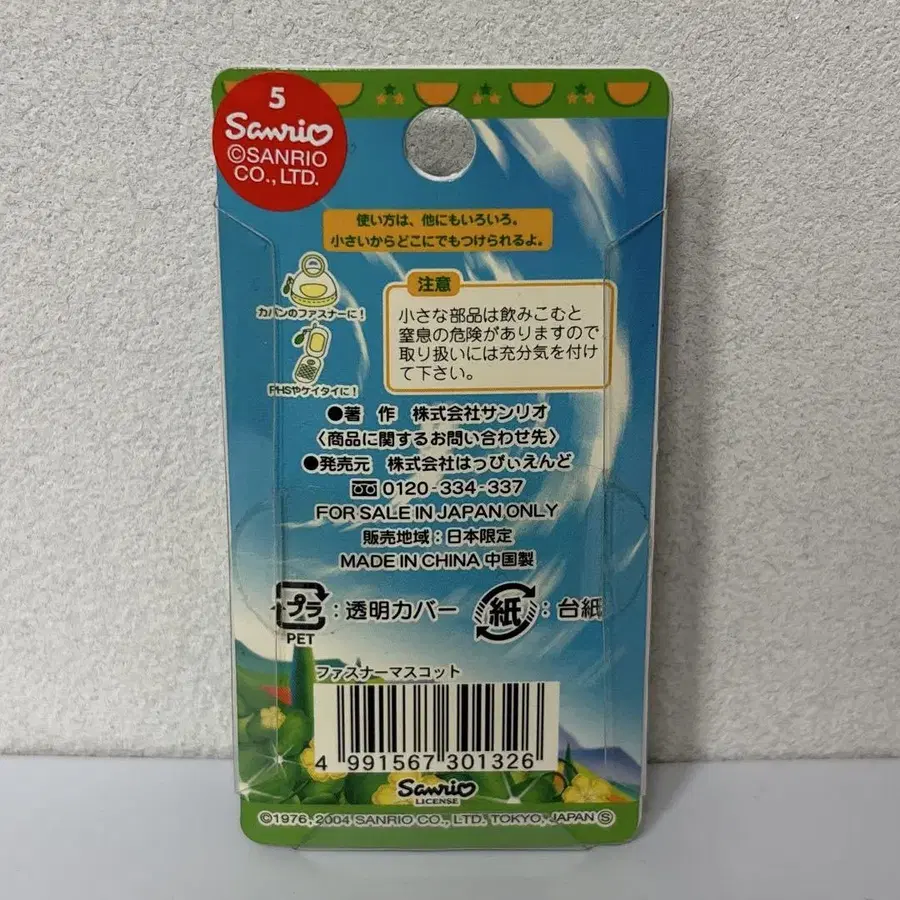 5
Sanrio
©SANRIO
CO., LTD.
使い方は、他にもいろいろ。
小さいからどこにでもつけられるよ。
カバンのファスナーに!
PHSやケイタイに!
注意
小さな部品は飲みこむと
窒息の危険がありますので
取り扱いには充分気を付け
て下さい。
●著 作 株式会社サンリオ
〈商品に関するお問い合わせ先〉
●発売元 株式会社はっぴぃえんど
0120-334-337
FOR SALE IN JAPAN ONLY
販売地域:日本限定
MADE IN CHINA 中国製
プラ:透明カバー
PET
紙:台紙
ファスナーマスコット
4 991567 301326
Sanrio
LICENSE
©1976, 2004 SANRIO CO., LTD. TOKYO, JAPAN Ⓢ